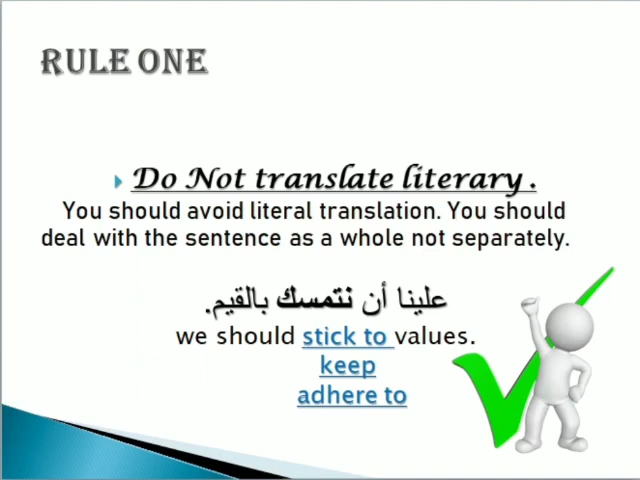 RULE ONE
Do Not translate literary .
You should avoid literal translation. You should
deal with the sentence as a whole not separately.
علينا أن نتمسك بالقيم.
we should stick to values.
keep
adhere to